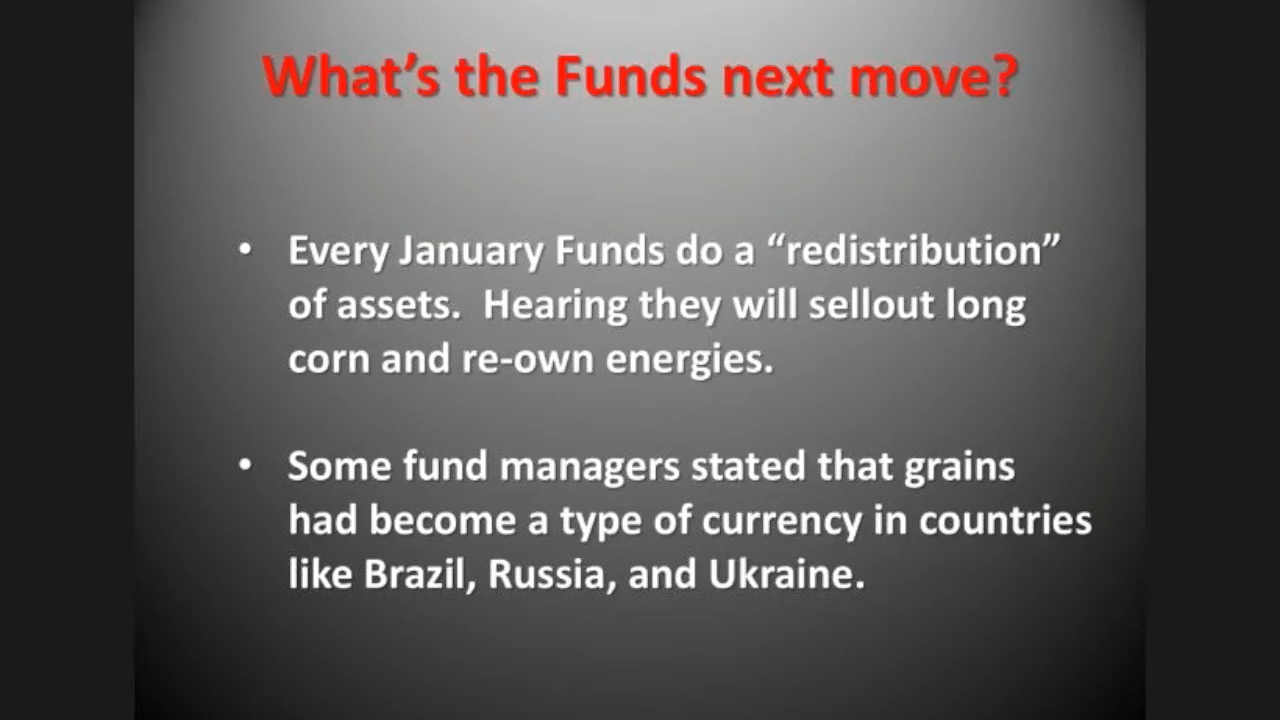 What’s the Funds next move?
• Every January Funds do a “redistribution”
of assets.  Hearing they will sellout long
corn and re-own energies.
• Some fund managers stated that grains
had become a type of currency in countries
like Brazil, Russia, and Ukraine.